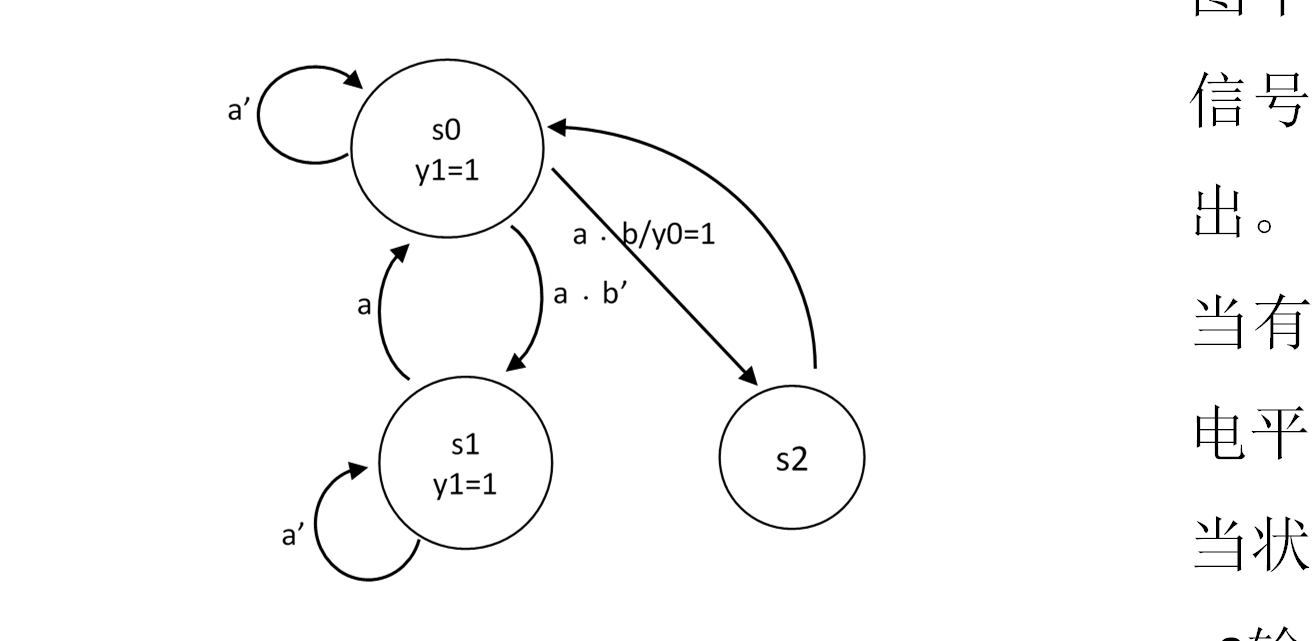 a′
s0
y1=1
a · b/y0=1
a
a · b′
s1
y1=1
s2
a′
信号
出。
当有
电平
当状